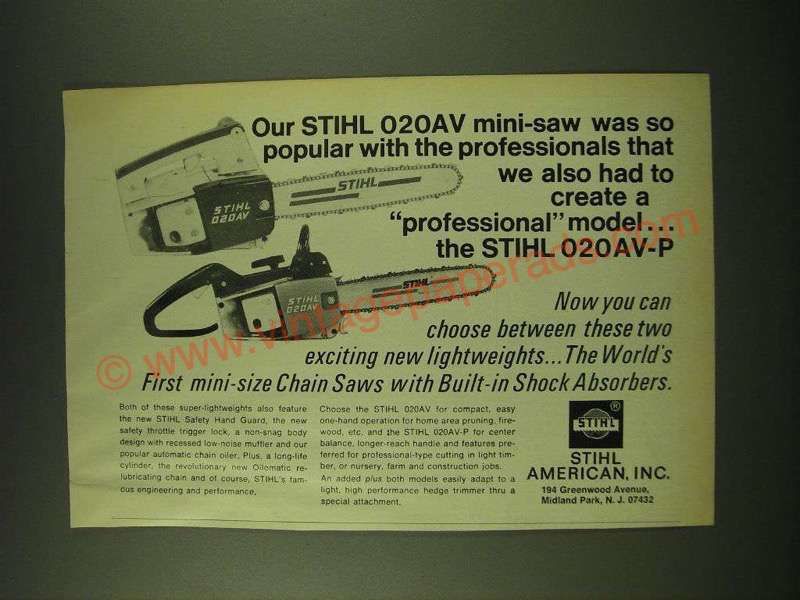 Our STIHL 020AV mini-saw was so
popular with the professionals that
we also had to
create a
“professional” model...
the STIHL 020AV-P
STIHL
STIHL
020AV
STIHL
STIHL
020AV
Now you can
choose between these two
exciting new lightweights...The World's
First mini-size Chain Saws with Built-in Shock Absorbers.
Both of these super-lightweights also feature
the new STIHL Safety Hand Guard, the new
safety throttle trigger lock, a non-snag body
design with recessed low-noise muffler and our
popular automatic chain oiler. Plus, a long-life
cylinder, the revolutionary new Oilomatic re-
lubricating chain and of course, STIHL's fam-
ous engineering and performance.
Choose the STIHL 020AV for compact, easy
one-hand operation for home area pruning, fire-
wood, etc. and the STIHL 020AV-P for center
balance, longer-reach handle and features pre-
ferred for professional-type cutting in light tim-
ber, or nursery, farm and construction jobs.
An added plus both models easily adapt to a
light, high performance hedge trimmer thru a
special attachment.
STIHL
®
STIHL
AMERICAN, INC.
194 Greenwood Avenue,
Midland Park, N. J. 07432
© www.vintagepaperads.com